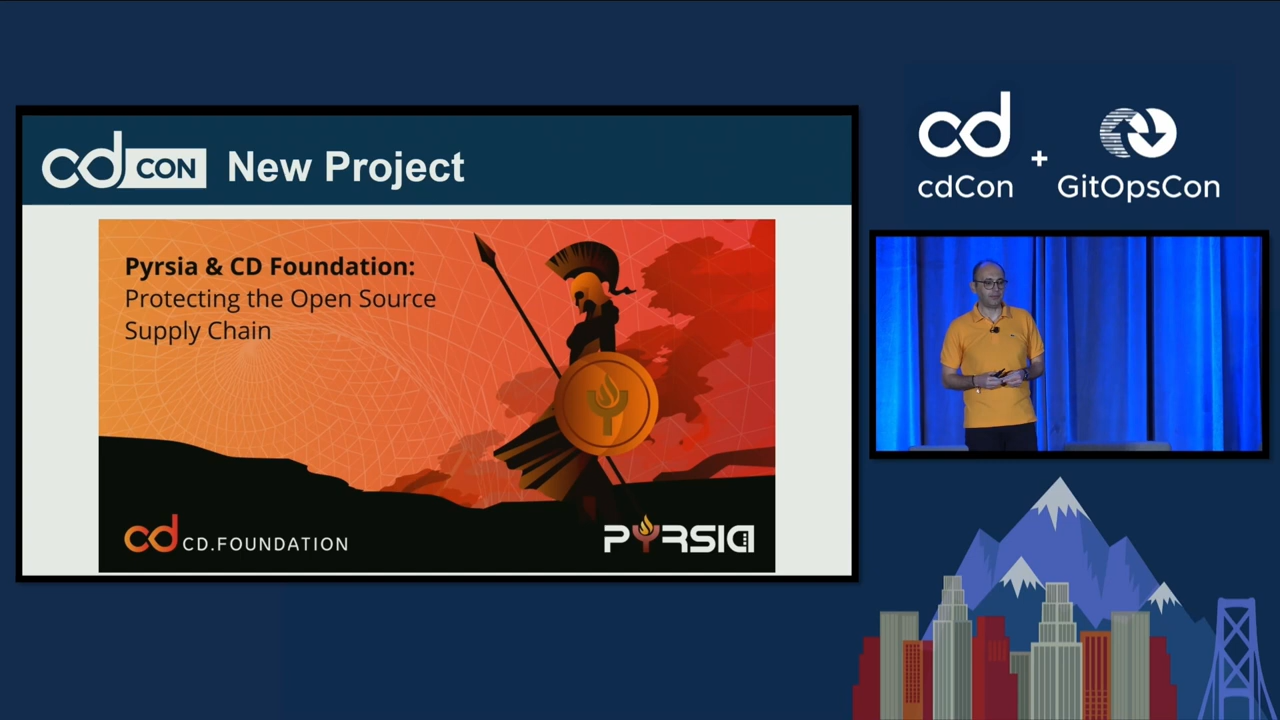 cd CON New Project
Pyrsia & CD Foundation:
Protecting the Open Source
Supply Chain
cd CD.FOUNDATION
PYRSIA
cd
+
cdCon
GitOpsCon